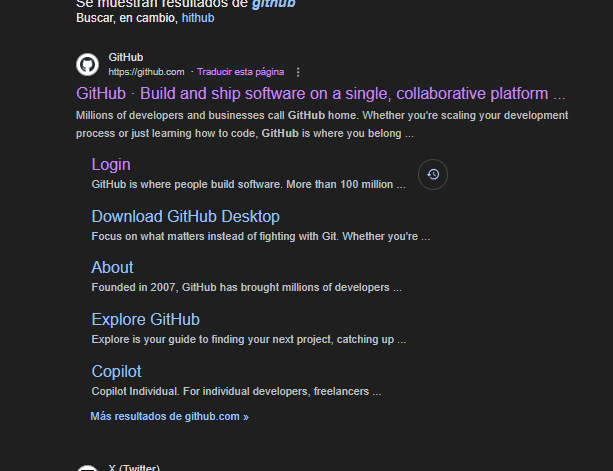 Se muestran resultados de github
Buscar, en cambio, hithub
GitHub
https://github.com · Traducir esta página
GitHub · Build and ship software on a single, collaborative platform ...
Millions of developers and businesses call GitHub home. Whether you're scaling your development
process or just learning how to code, GitHub is where you belong ...
Login
GitHub is where people build software. More than 100 million ...
Download GitHub Desktop
Focus on what matters instead of fighting with Git. Whether you're ...
About
Founded in 2007, GitHub has brought millions of developers ...
Explore GitHub
Explore is your guide to finding your next project, catching up ...
Copilot
Copilot Individual. For individual developers, freelancers ...
Más resultados de github.com »
X (Twitter)